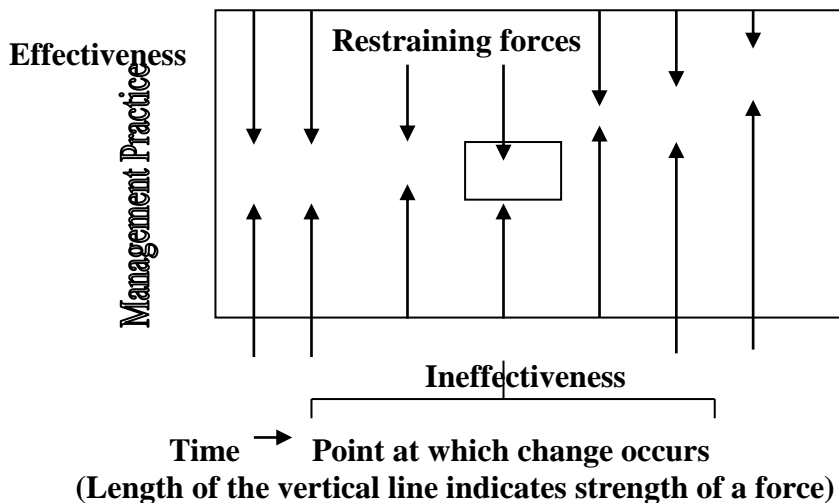 Restraining forces
Effectiveness
Management Practice
Ineffectiveness
Time Point at which change occurs
(Length of the vertical line indicates strength of a force)